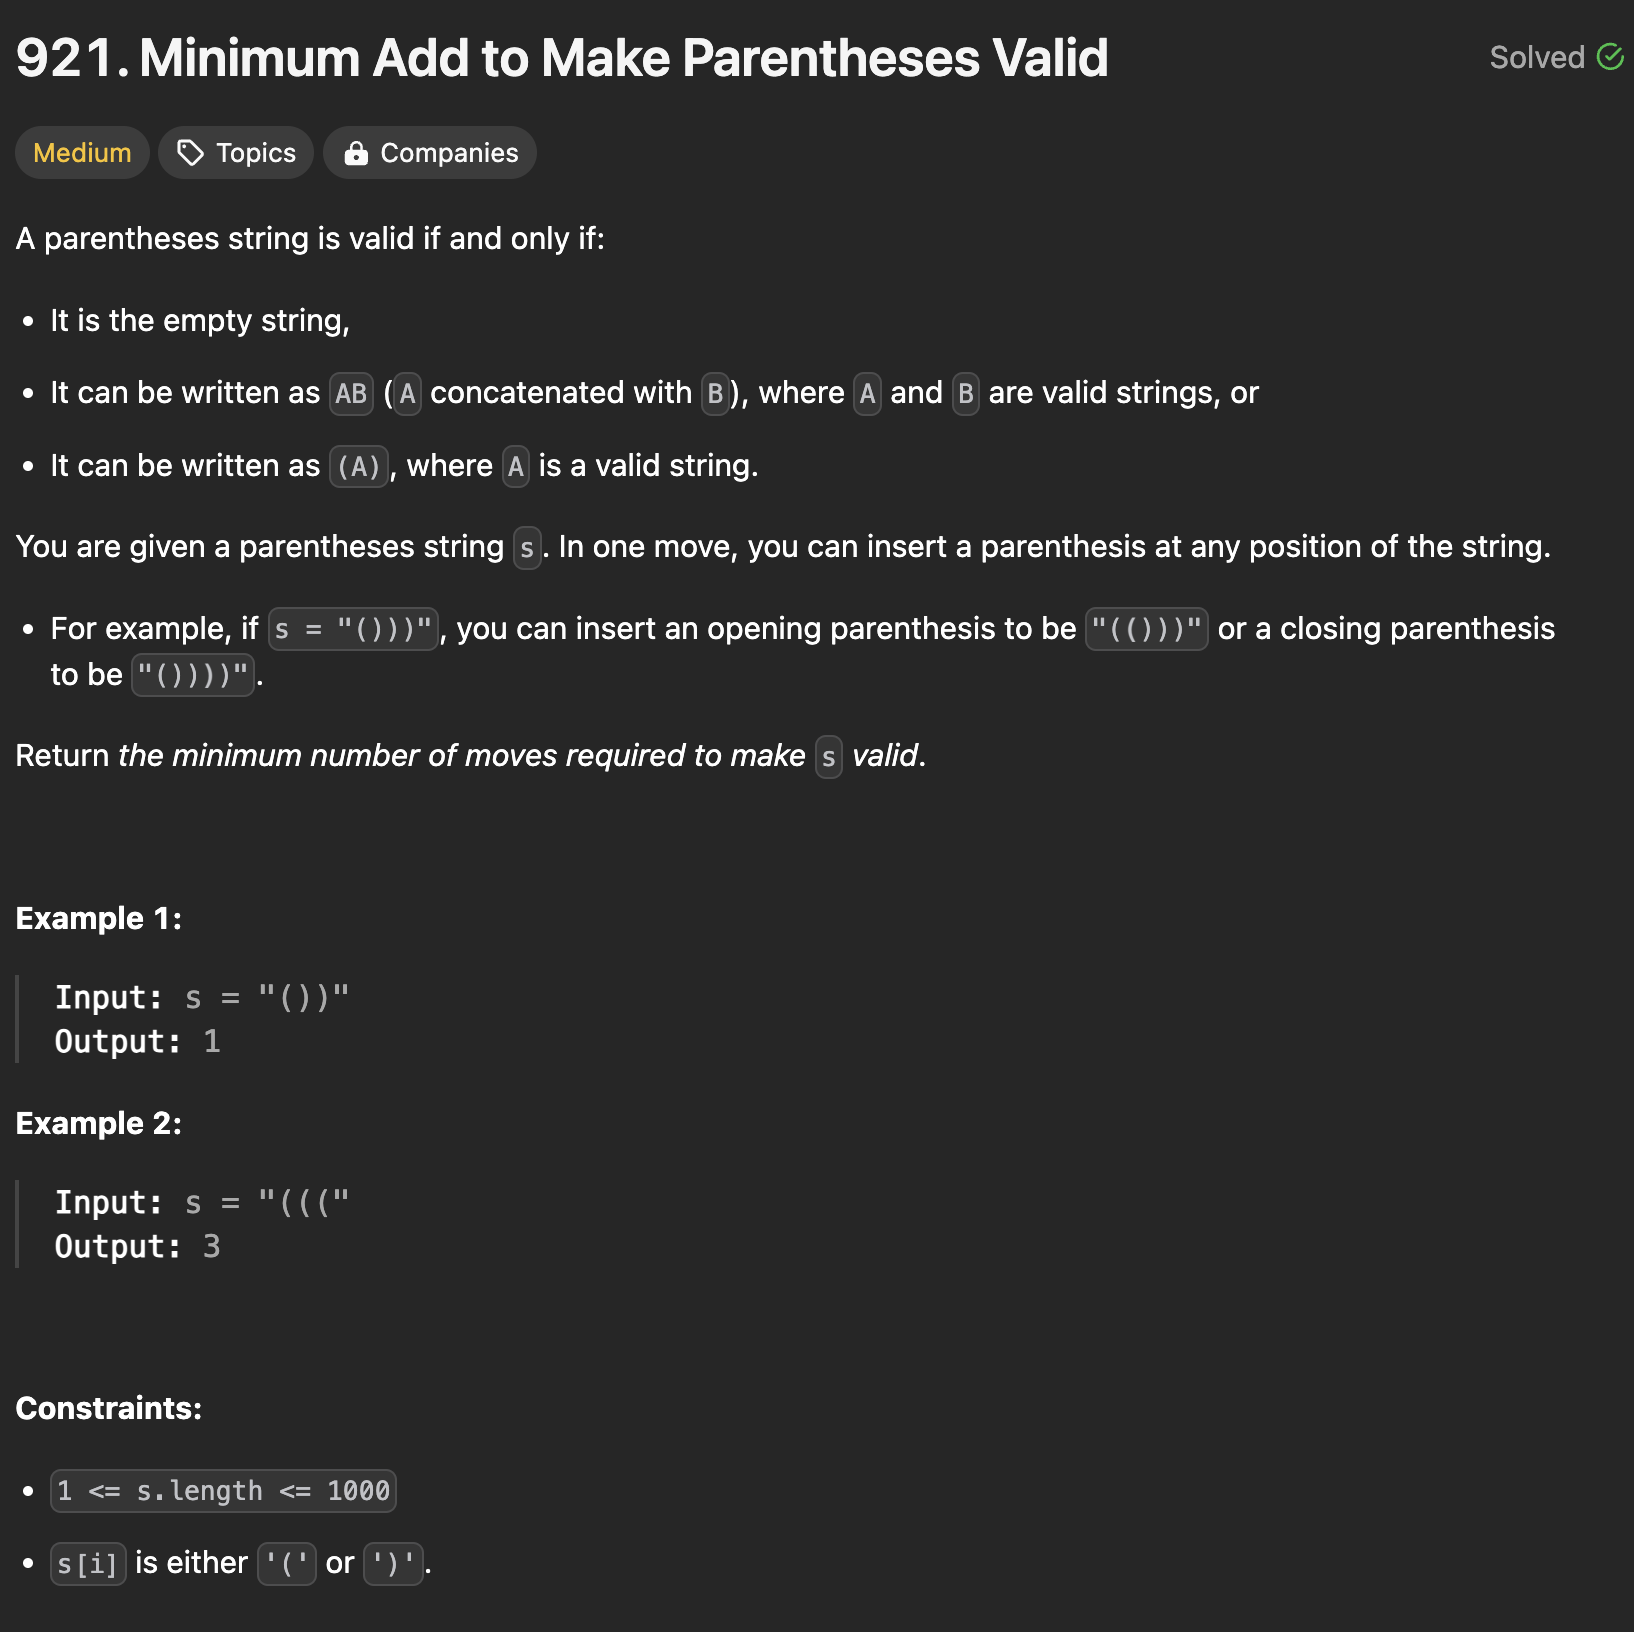 921. Minimum Add to Make Parentheses Valid
Solved
Medium Topics Companies
A parentheses string is valid if and only if:
• It is the empty string,
• It can be written as AB (A concatenated with B), where A and B are valid strings, or
• It can be written as (A), where A is a valid string.
You are given a parentheses string s. In one move, you can insert a parenthesis at any position of the string.
• For example, if s = "()))", you can insert an opening parenthesis to be "(()))" or a closing parenthesis
to be "())))".
Return the minimum number of moves required to make s valid.
Example 1:
Input: s = "())"
Output: 1
Example 2:
Input: s = "((("
Output: 3
Constraints:
• 1 <= s.length <= 1000
• s[i] is either '(' or ')'.